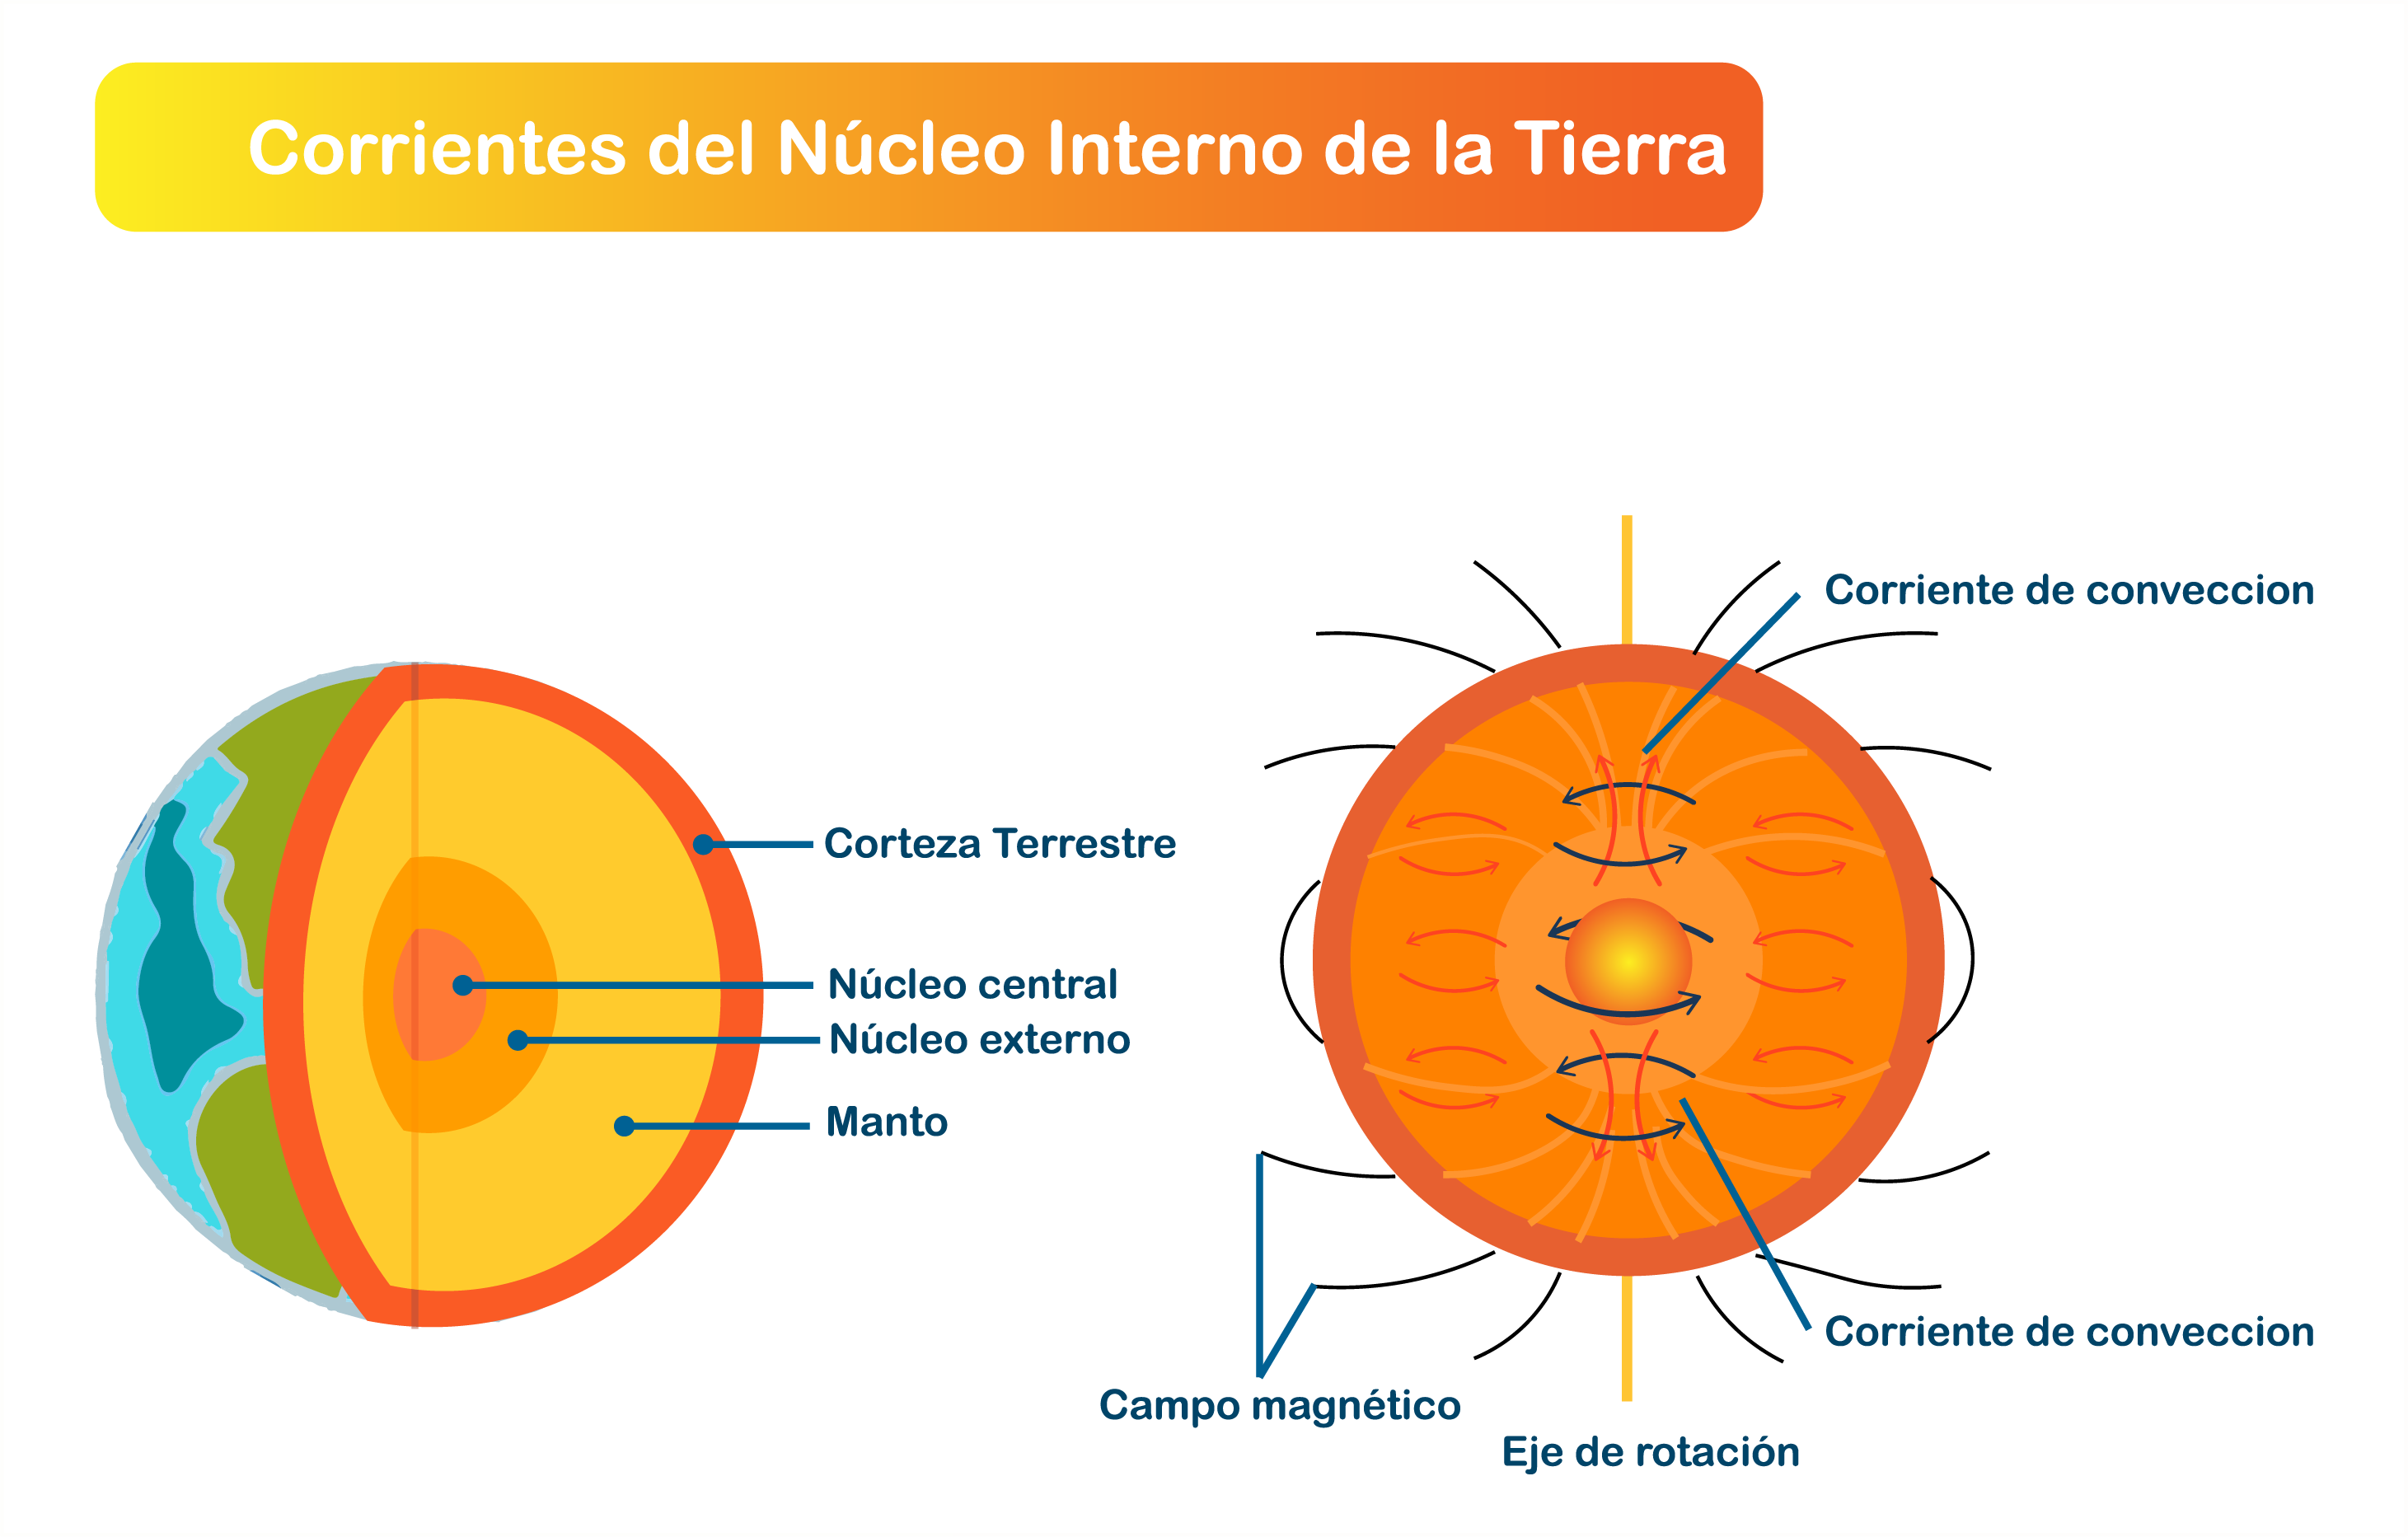 Corrientes del Núcleo Interno de la Tierra
Corteza Terrestre
Núcleo central
Núcleo externo
Manto
Corriente de conveccion
Corriente de conveccion
Campo magnético
Eje de rotación